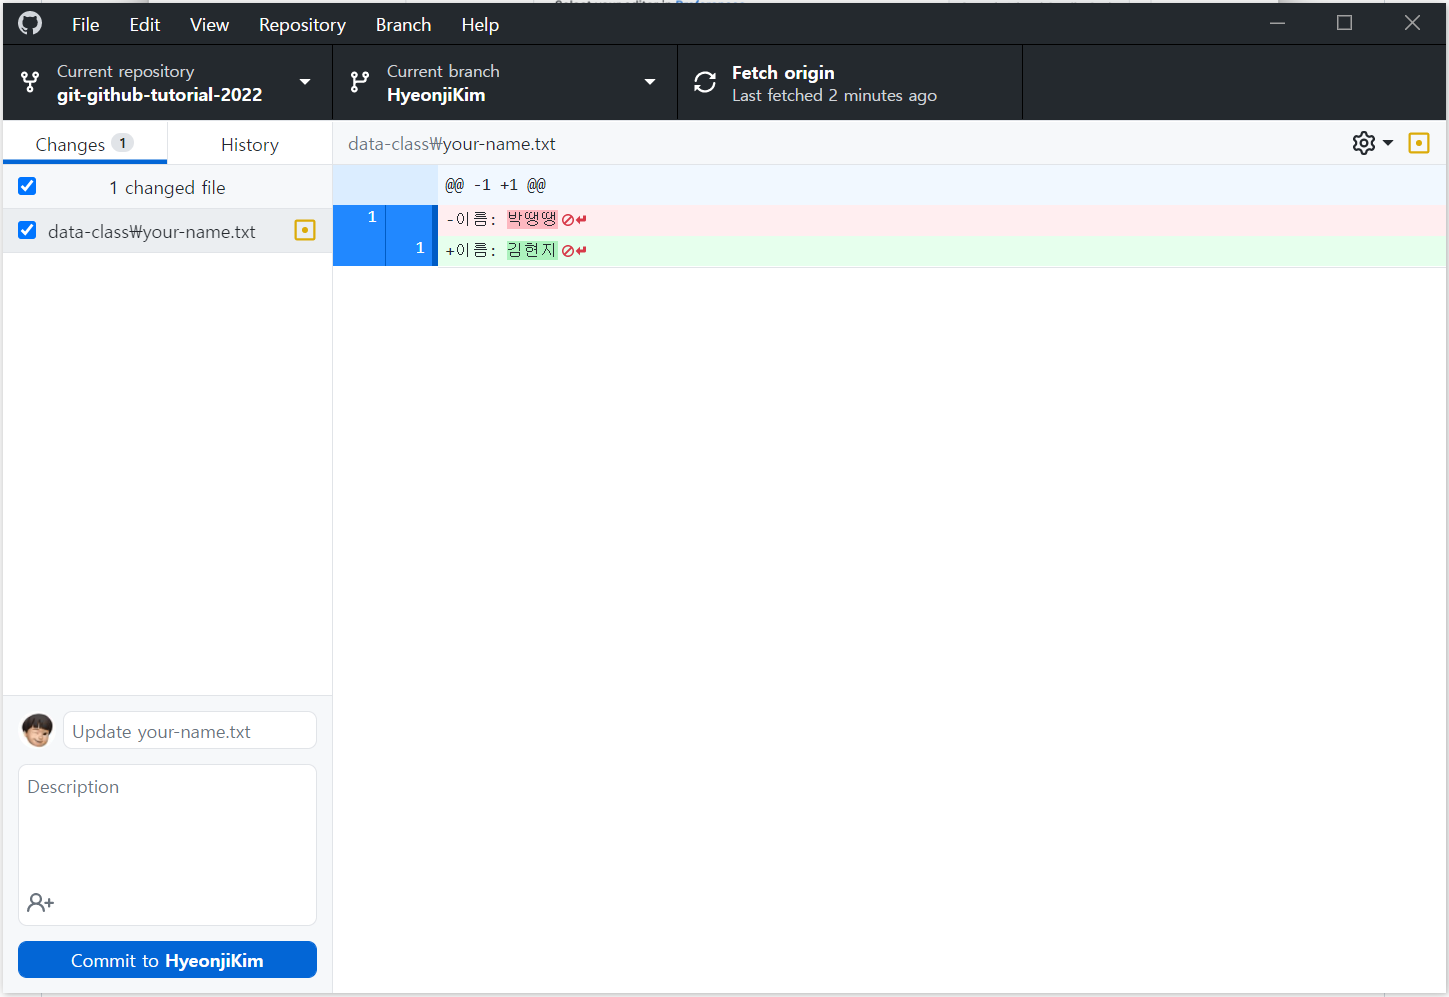 File Edit View Repository Branch Help
Current repository
git-github-tutorial-2022
Current branch
HyeonjiKim
Fetch origin
Last fetched 2 minutes ago
Changes 1
History
data-class₩your-name.txt
1 changed file
data-class₩your-name.txt
@@ -1 +1 @@
1 -이름: 박땡땡
1 +이름: 김현지
Update your-name.txt
Description
Commit to HyeonjiKim